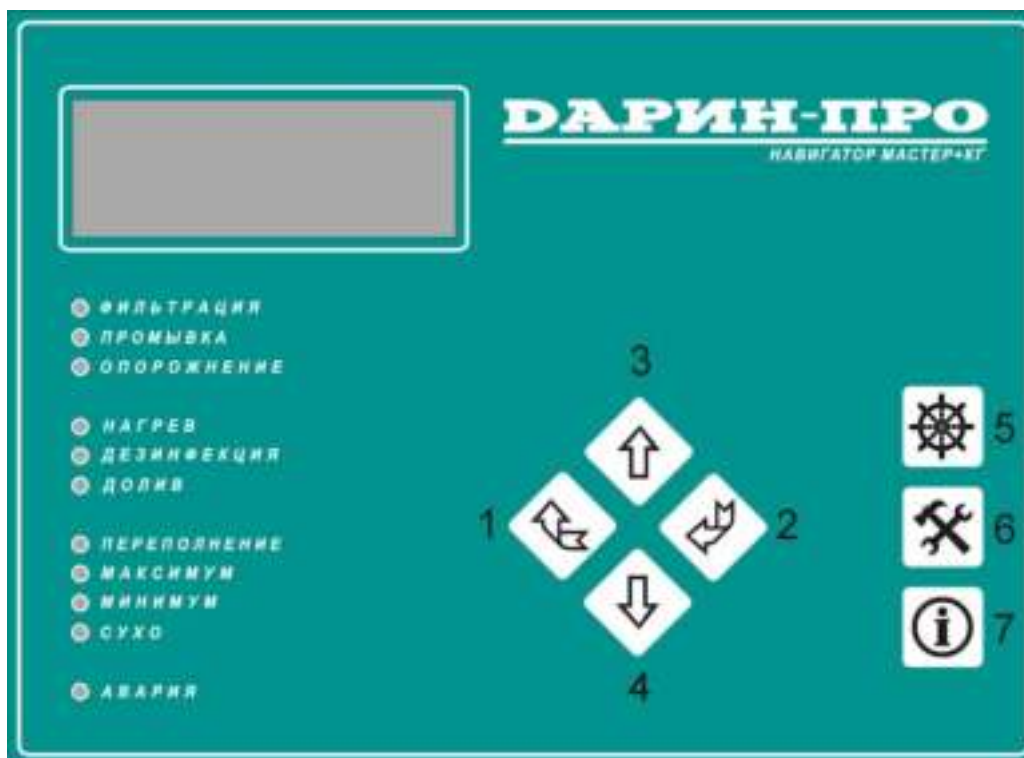 ДАРИН-ПРО
НАВИГАТОР МАСТЕР+КГ
ФИЛЬТРАЦИЯ
ПРОМЫВКА
ОПОРОЖНЕНИЕ
НАГРЕВ
ДЕЗИНФЕКЦИЯ
ДОЛИВ
ПЕРЕПОЛНЕНИЕ
МАКСИМУМ
МИНИМУМ
СУХО
АВАРИЯ
3
1
2
4
5
6
7